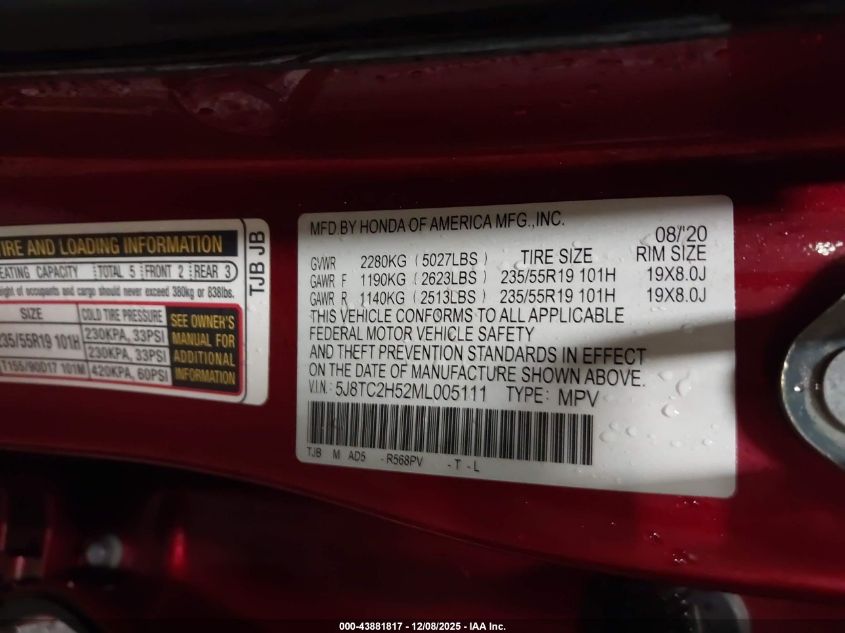 TIRE AND LOADING INFORMATION
SEATING CAPACITY TOTAL 5 FRONT 2 REAR 3
weight of occupants and cargo should never exceed 380kg or 838lbs.
SIZE COLD TIRE PRESSURE SEE OWNER'S MANUAL FOR ADDITIONAL INFORMATION
235/55R19 101H 230KPA, 33PSI
230KPA, 33PSI
T155/90D17 101M 420KPA, 60PSI
TJB JB
MFD BY HONDA OF AMERICA MFG.,INC.
08/'20
GVWR 2280KG (5027LBS) TIRE SIZE RIM SIZE
GAWR F 1190KG (2623LBS) 235/55R19 101H 19X8.0J
GAWR R 1140KG (2513LBS) 235/55R19 101H 19X8.0J
THIS VEHICLE CONFORMS TO ALL APPLICABLE
FEDERAL MOTOR VEHICLE SAFETY
AND THEFT PREVENTION STANDARDS IN EFFECT
ON THE DATE OF MANUFACTURE SHOWN ABOVE.
V.I.N: 5J8TC2H52ML005111 TYPE: MPV
TJB M AD5 -R568PV -T -L
000-43881817 - 12/08/2025 - IAA Inc.